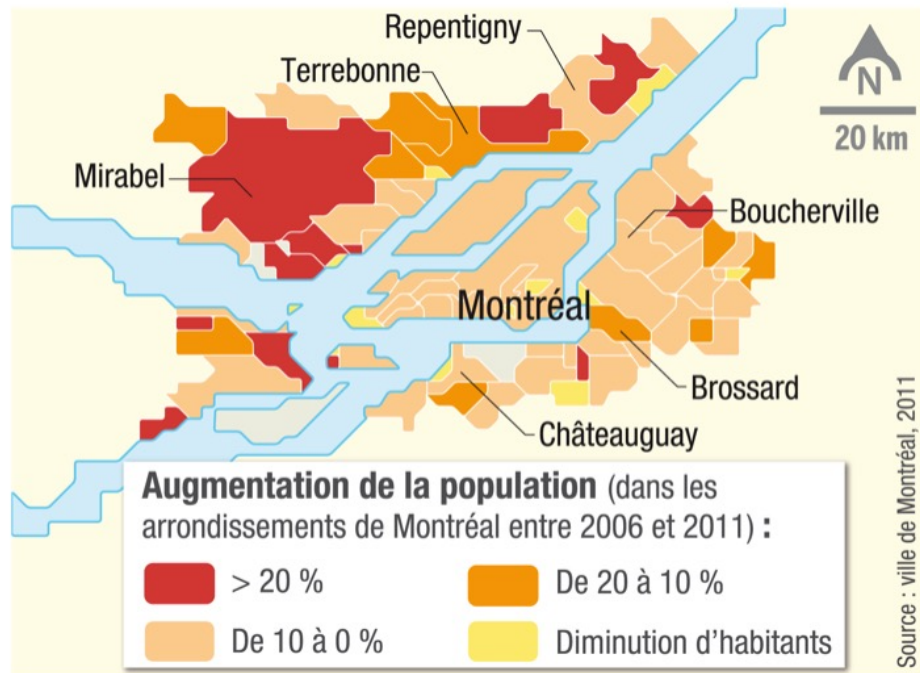 Repentigny
Terrebonne
N
20 km
Mirabel
Boucherville
Montréal
Brossard
Châteauguay
Augmentation de la population (dans les
arrondissements de Montréal entre 2006 et 2011) :
> 20 %
De 20 à 10 %
De 10 à 0 %
Diminution d’habitants
Source : ville de Montréal, 2011